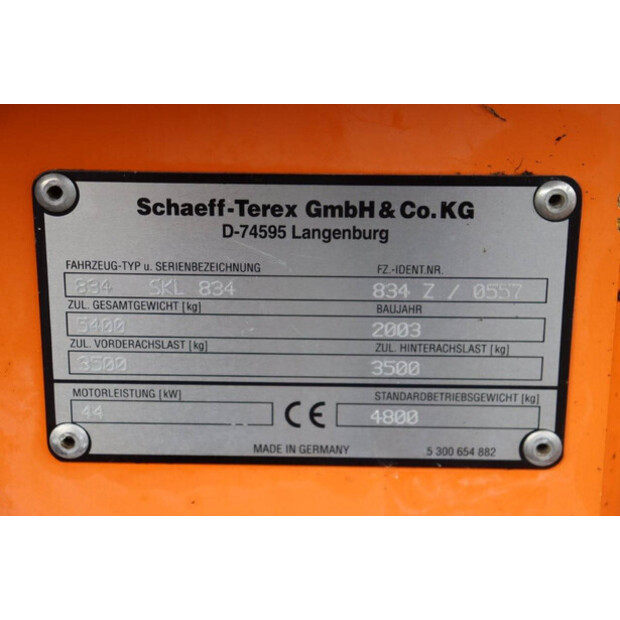 Schaeff-Terex GmbH & Co. KG
D-74595 Langenburg
FAHRZEUG-TYP u. SERIENBEZEICHNUNG FZ.-IDENT.NR.
834 SKL 834 834 Z / 0557
ZUL. GESAMTGEWICHT [kg] BAUJAHR
5400 2003
ZUL. VORDERACHSLAST [kg] ZUL. HINTERACHSLAST [kg]
3500 3500
MOTORLEISTUNG [kW] STANDARDBETRIEBSGEWICHT [kg]
44 CE 4800
MADE IN GERMANY 5 300 654 882